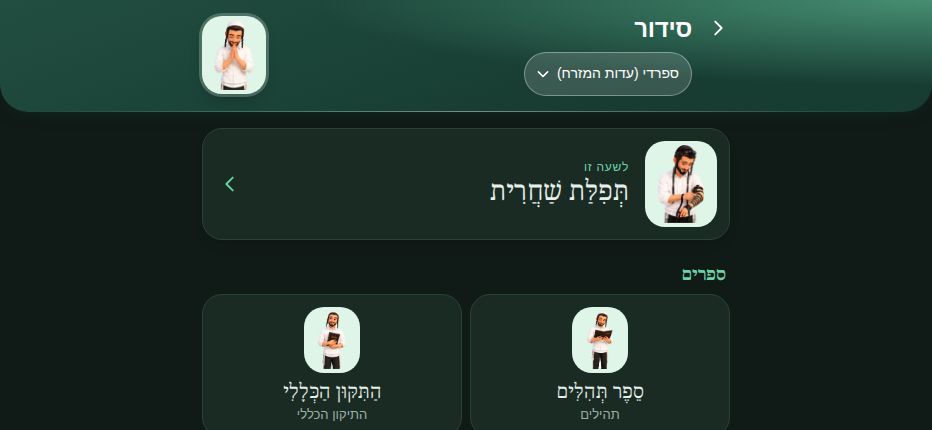 סידור
ספרדי (עדות המזרח)
לשעה זו
תְּפִלַּת שַׁחֲרִית
ספרים
סֵפֶר תְּהִלִּים
תהילים
הַתִּקּוּן הַכְּלָלִי
התיקון הכללי